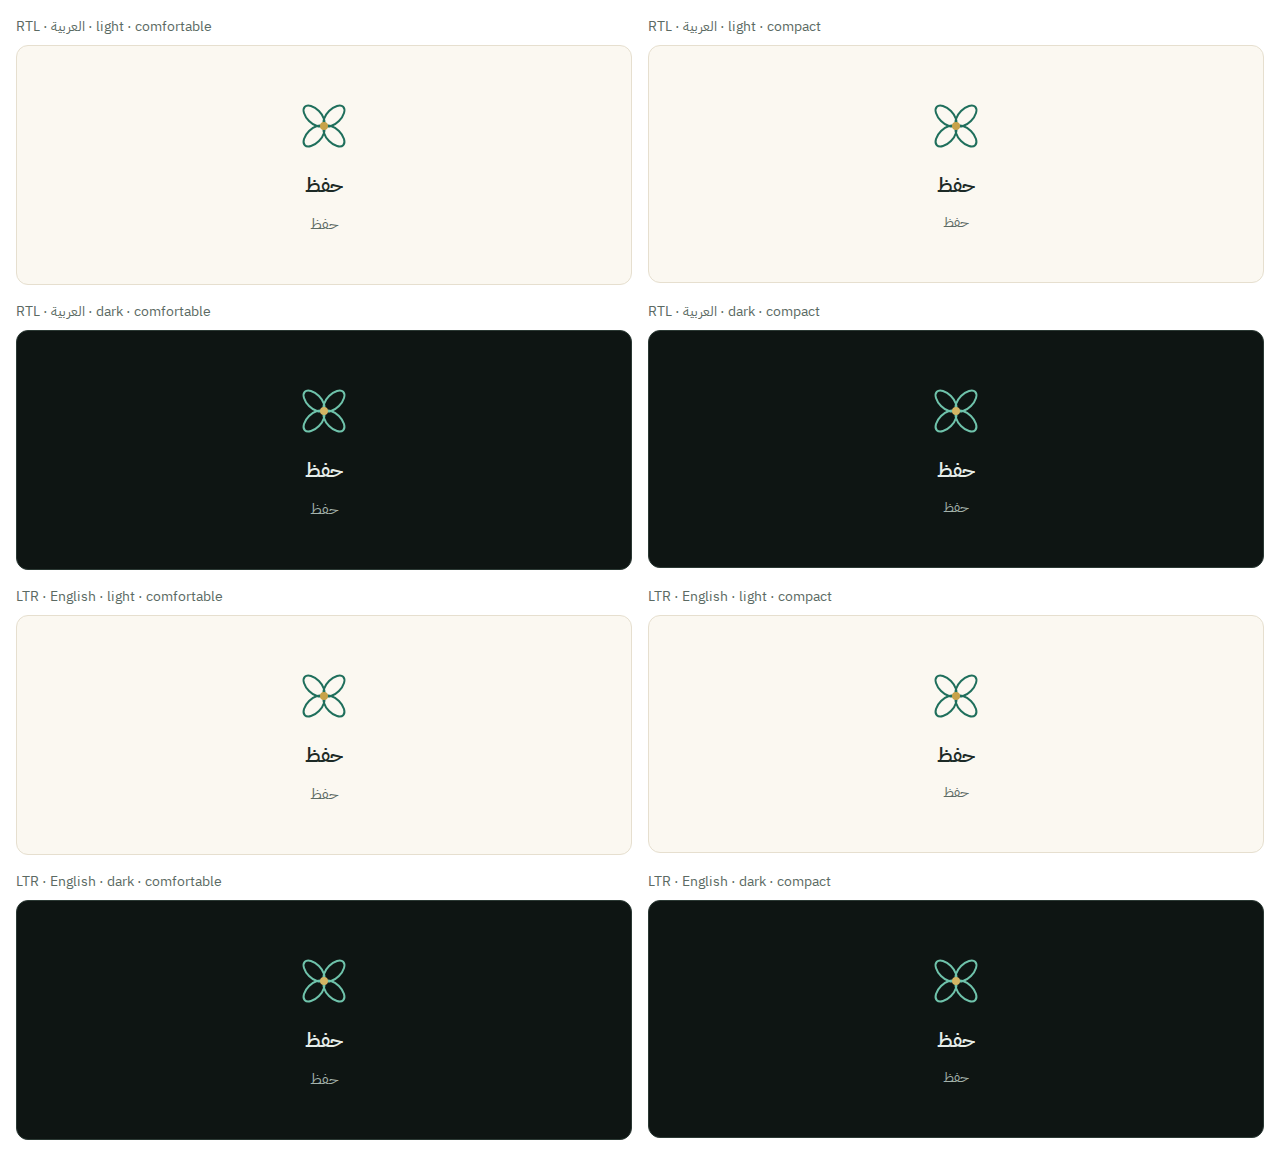 RTL · العربية · light · comfortable
حفظ
حفظ
RTL · العربية · light · compact
حفظ
حفظ
RTL · العربية · dark · comfortable
حفظ
حفظ
RTL · العربية · dark · compact
حفظ
حفظ
LTR · English · light · comfortable
حفظ
حفظ
LTR · English · light · compact
حفظ
حفظ
LTR · English · dark · comfortable
حفظ
حفظ
LTR · English · dark · compact
حفظ
حفظ